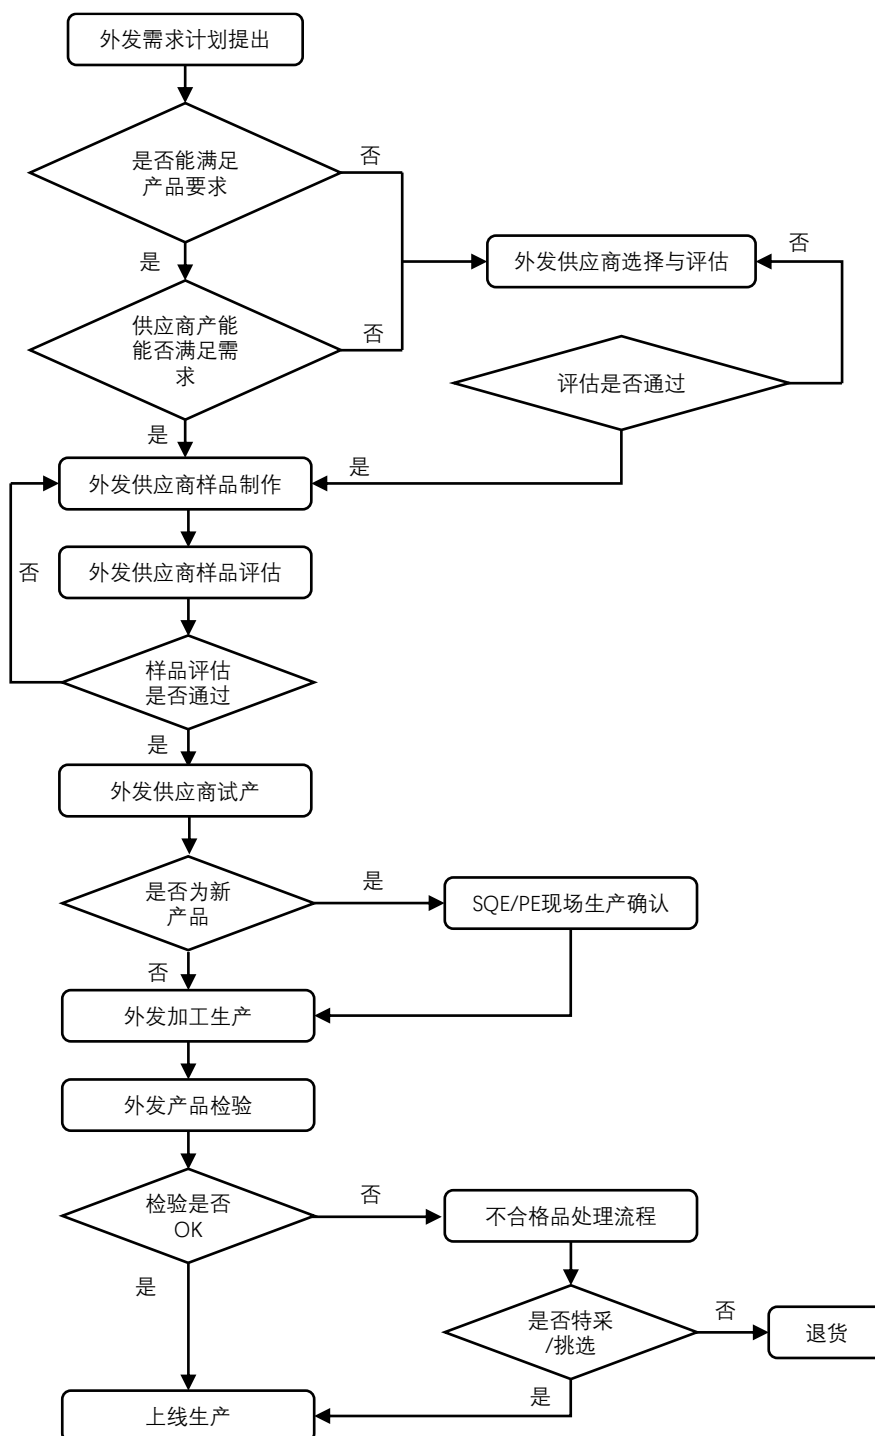 外发需求计划提出
是否能满足
产品要求
否
是
外发供应商选择与评估
否
供应商产能
能否满足需
求
否
评估是否通过
是
是
外发供应商样品制作
外发供应商样品评估
否
样品评估
是否通过
是
外发供应商试产
是否为新
产品
是
SQE/PE现场生产确认
否
外发加工生产
外发产品检验
检验是否
OK
否
不合格品处理流程
是
是否特采
/挑选
否
退货
是
上线生产